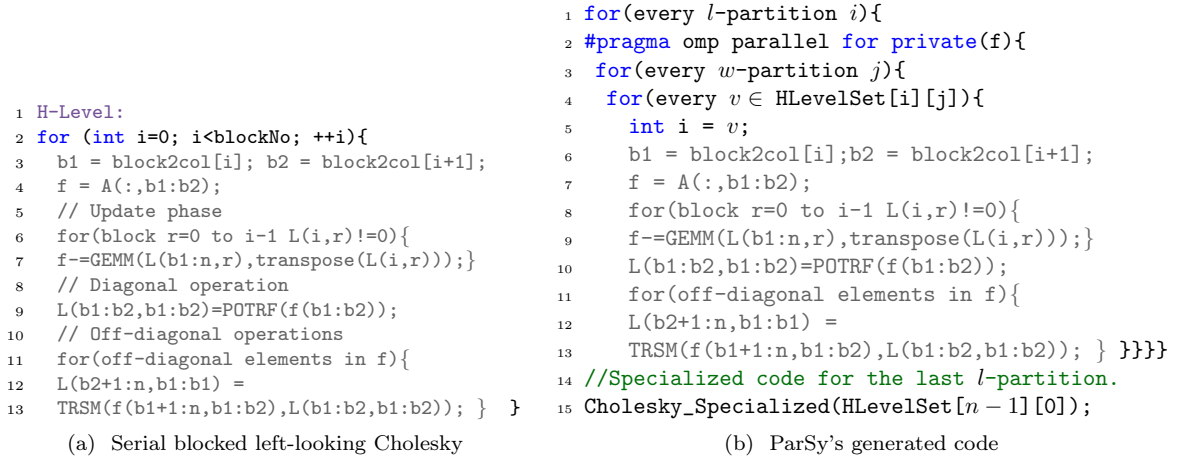 1 H-Level:
2 for (int i=0; i<blockNo; ++i){
3 b1 = block2col[i]; b2 = block2col[i+1];
4 f = A(:,b1:b2);
5 // Update phase
6 for(block r=0 to i-1 L(i,r)!=0){
7 f-=GEMM(L(b1:n,r),transpose(L(i,r)));}
8 // Diagonal operation
9 L(b1:b2,b1:b2)=POTRF(f(b1:b2));
10 // Off-diagonal operations
11 for(off-diagonal elements in f){
12 L(b2+1:n,b1:b1) =
13 TRSM(f(b1+1:n,b1:b2),L(b1:b2,b1:b2)); } }
(a) Serial blocked left-looking Cholesky
1 for(every l-partition i){
2 #pragma omp parallel for private(f){
3 for(every w-partition j){
4 for(every v ∈ HLevelSet[i][j]){
5 int i = v;
6 b1 = block2col[i];b2 = block2col[i+1];
7 f = A(:,b1:b2);
8 for(block r=0 to i-1 L(i,r)!=0){
9 f-=GEMM(L(b1:n,r),transpose(L(i,r)));}
10 L(b1:b2,b1:b2)=POTRF(f(b1:b2));
11 for(off-diagonal elements in f){
12 L(b2+1:n,b1:b1) =
13 TRSM(f(b1+1:n,b1:b2),L(b1:b2,b1:b2)); } }}}}
14 //Specialized code for the last l-partition.
15 Cholesky_Specialized(HLevelSet[n − 1][0]);
(b) ParSy's generated code